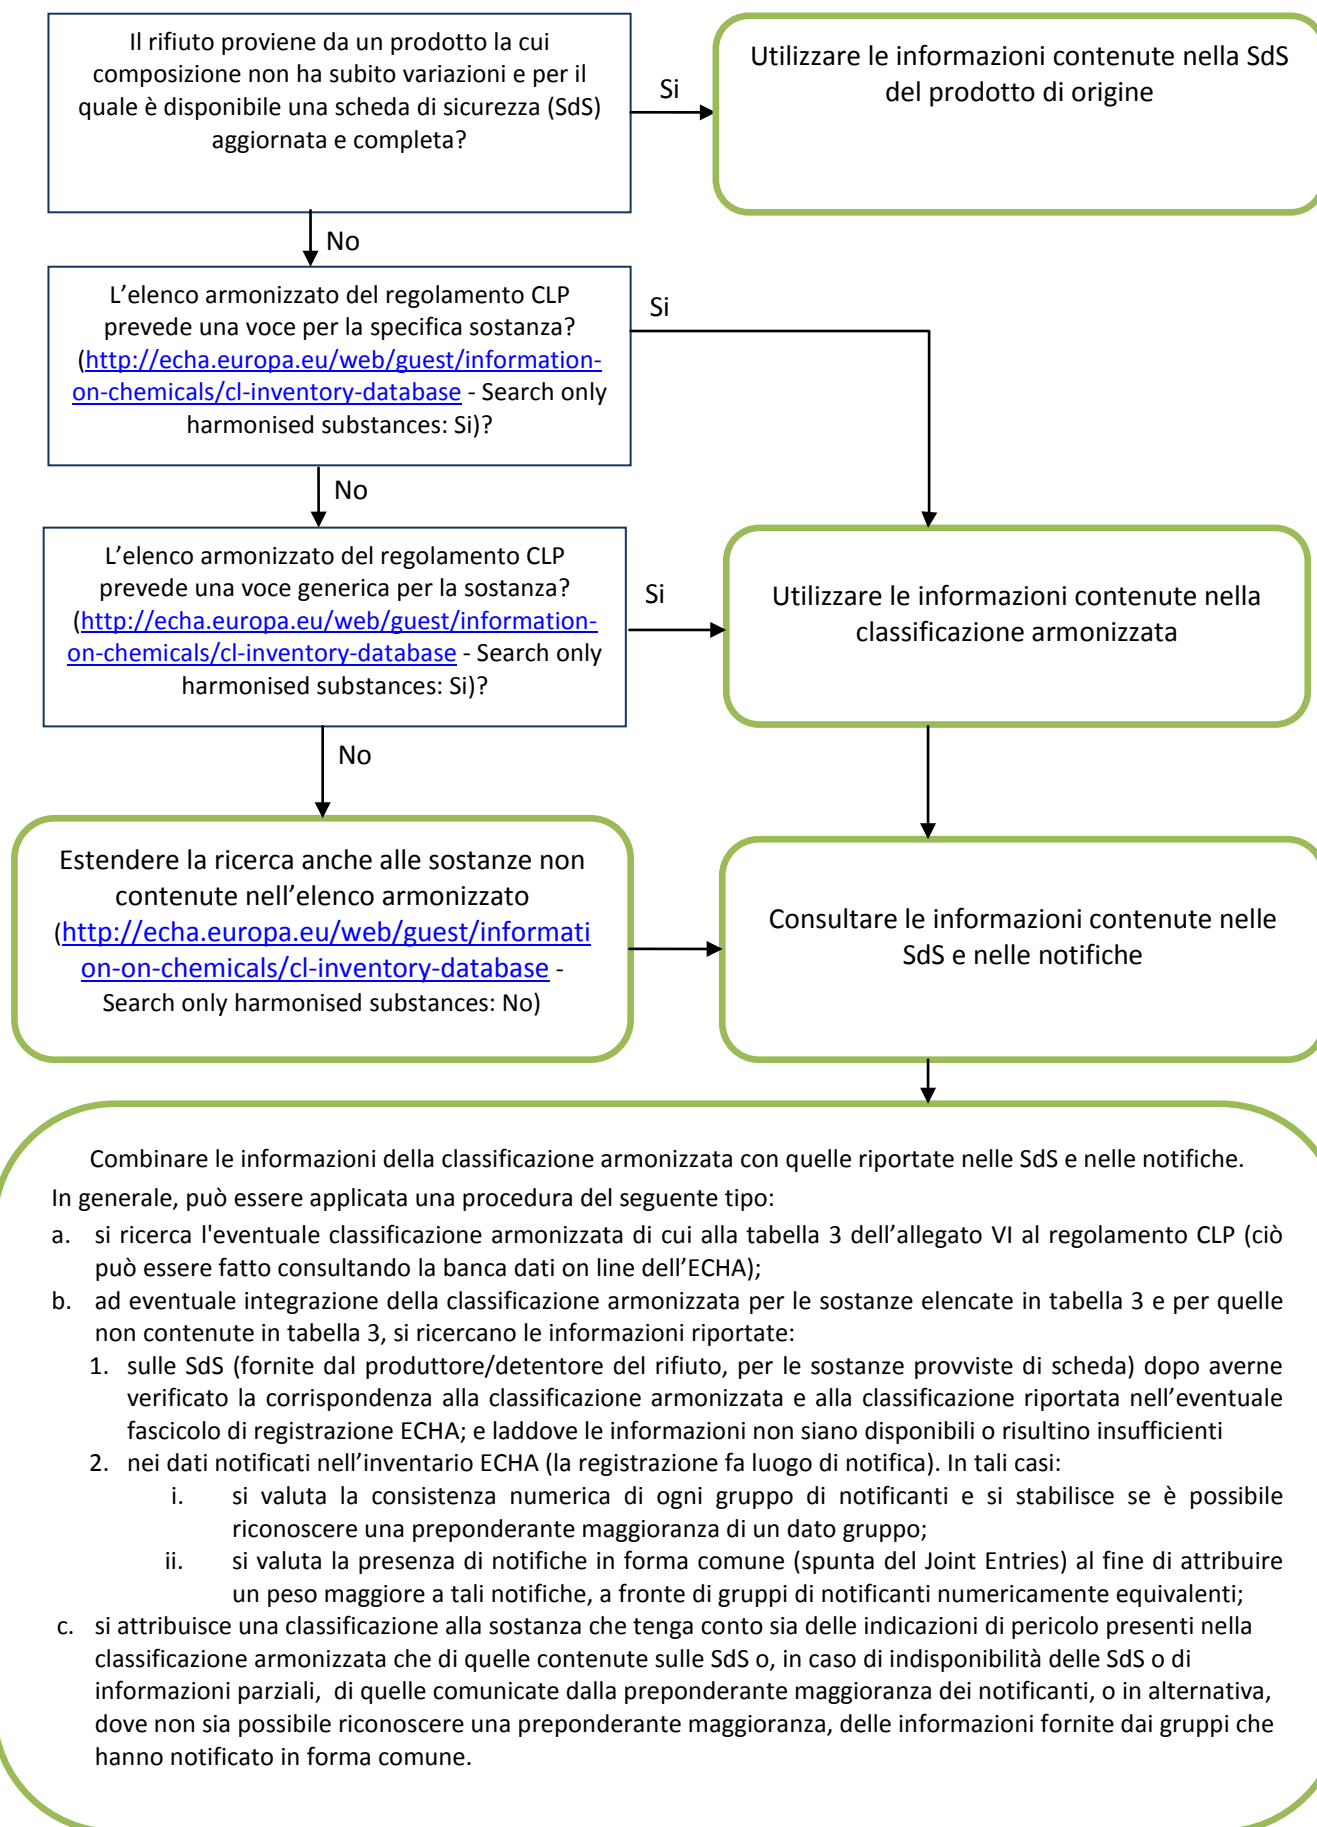 Il rifiuto proviene da un prodotto la cui
composizione non ha subito variazioni e per il
quale è disponibile una scheda di sicurezza (SdS)
aggiornata e completa?
Si
Utilizzare le informazioni contenute nella SdS
del prodotto di origine
No
L’elenco armonizzato del regolamento CLP
prevede una voce per la specifica sostanza?
(http://echa.europa.eu/web/guest/information-
on-chemicals/cl-inventory-database - Search only
harmonised substances: Si)?
Si
No
L’elenco armonizzato del regolamento CLP
prevede una voce generica per la sostanza?
(http://echa.europa.eu/web/guest/information-
on-chemicals/cl-inventory-database - Search only
harmonised substances: Si)?
Si
Utilizzare le informazioni contenute nella
classificazione armonizzata
No
Estendere la ricerca anche alle sostanze non
contenute nell’elenco armonizzato
(http://echa.europa.eu/web/guest/informati
on-on-chemicals/cl-inventory-database -
Search only harmonised substances: No)
Consultare le informazioni contenute nelle
SdS e nelle notifiche
Combinare le informazioni della classificazione armonizzata con quelle riportate nelle SdS e nelle notifiche.
In generale, può essere applicata una procedura del seguente tipo:
a. si ricerca l'eventuale classificazione armonizzata di cui alla tabella 3 dell’allegato VI al regolamento CLP (ciò
può essere fatto consultando la banca dati on line dell’ECHA);
b. ad eventuale integrazione della classificazione armonizzata per le sostanze elencate in tabella 3 e per quelle
non contenute in tabella 3, si ricercano le informazioni riportate:
1. sulle SdS (fornite dal produttore/detentore del rifiuto, per le sostanze provviste di scheda) dopo averne
verificato la corrispondenza alla classificazione armonizzata e alla classificazione riportata nell’eventuale
fascicolo di registrazione ECHA; e laddove le informazioni non siano disponibili o risultino insufficienti
2. nei dati notificati nell’inventario ECHA (la registrazione fa luogo di notifica). In tali casi:
i. si valuta la consistenza numerica di ogni gruppo di notificanti e si stabilisce se è possibile
riconoscere una preponderante maggioranza di un dato gruppo;
ii. si valuta la presenza di notifiche in forma comune (spunta del Joint Entries) al fine di attribuire
un peso maggiore a tali notifiche, a fronte di gruppi di notificanti numericamente equivalenti;
c. si attribuisce una classificazione alla sostanza che tenga conto sia delle indicazioni di pericolo presenti nella
classificazione armonizzata che di quelle contenute sulle SdS o, in caso di indisponibilità delle SdS o di
informazioni parziali, di quelle comunicate dalla preponderante maggioranza dei notificanti, o in alternativa,
dove non sia possibile riconoscere una preponderante maggioranza, delle informazioni fornite dai gruppi che
hanno notificato in forma comune.